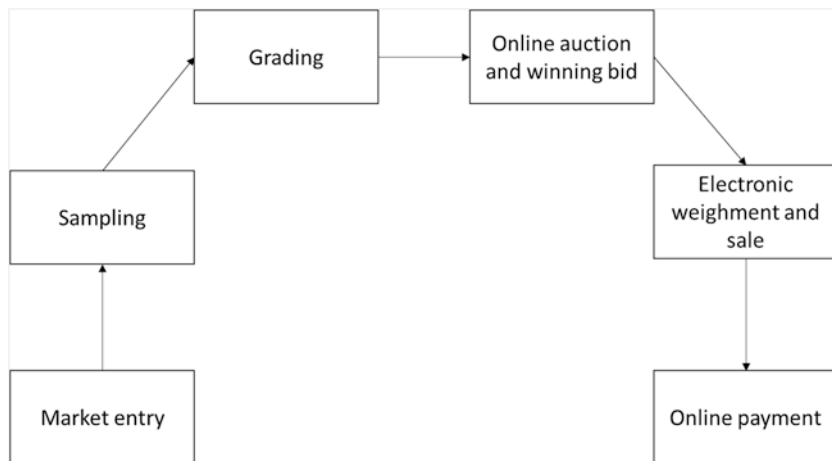 Grading
Online auction
and winning bid
Sampling
Electronic
weighment and
sale
Market entry
Online payment